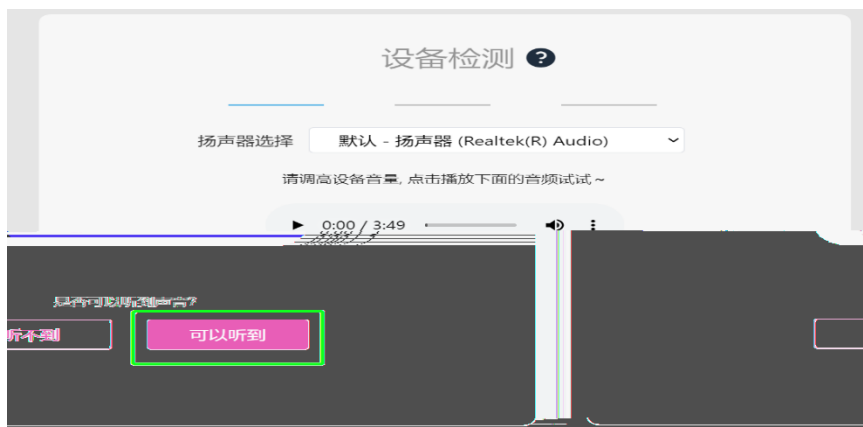 设备检测 ?
扬声器选择 默认 - 扬声器 (Realtek(R) Audio)
请调高设备音量, 点击播放下面的音频试试~
0:00 / 3:49
是否可以听到声音?
听不到 可以听到